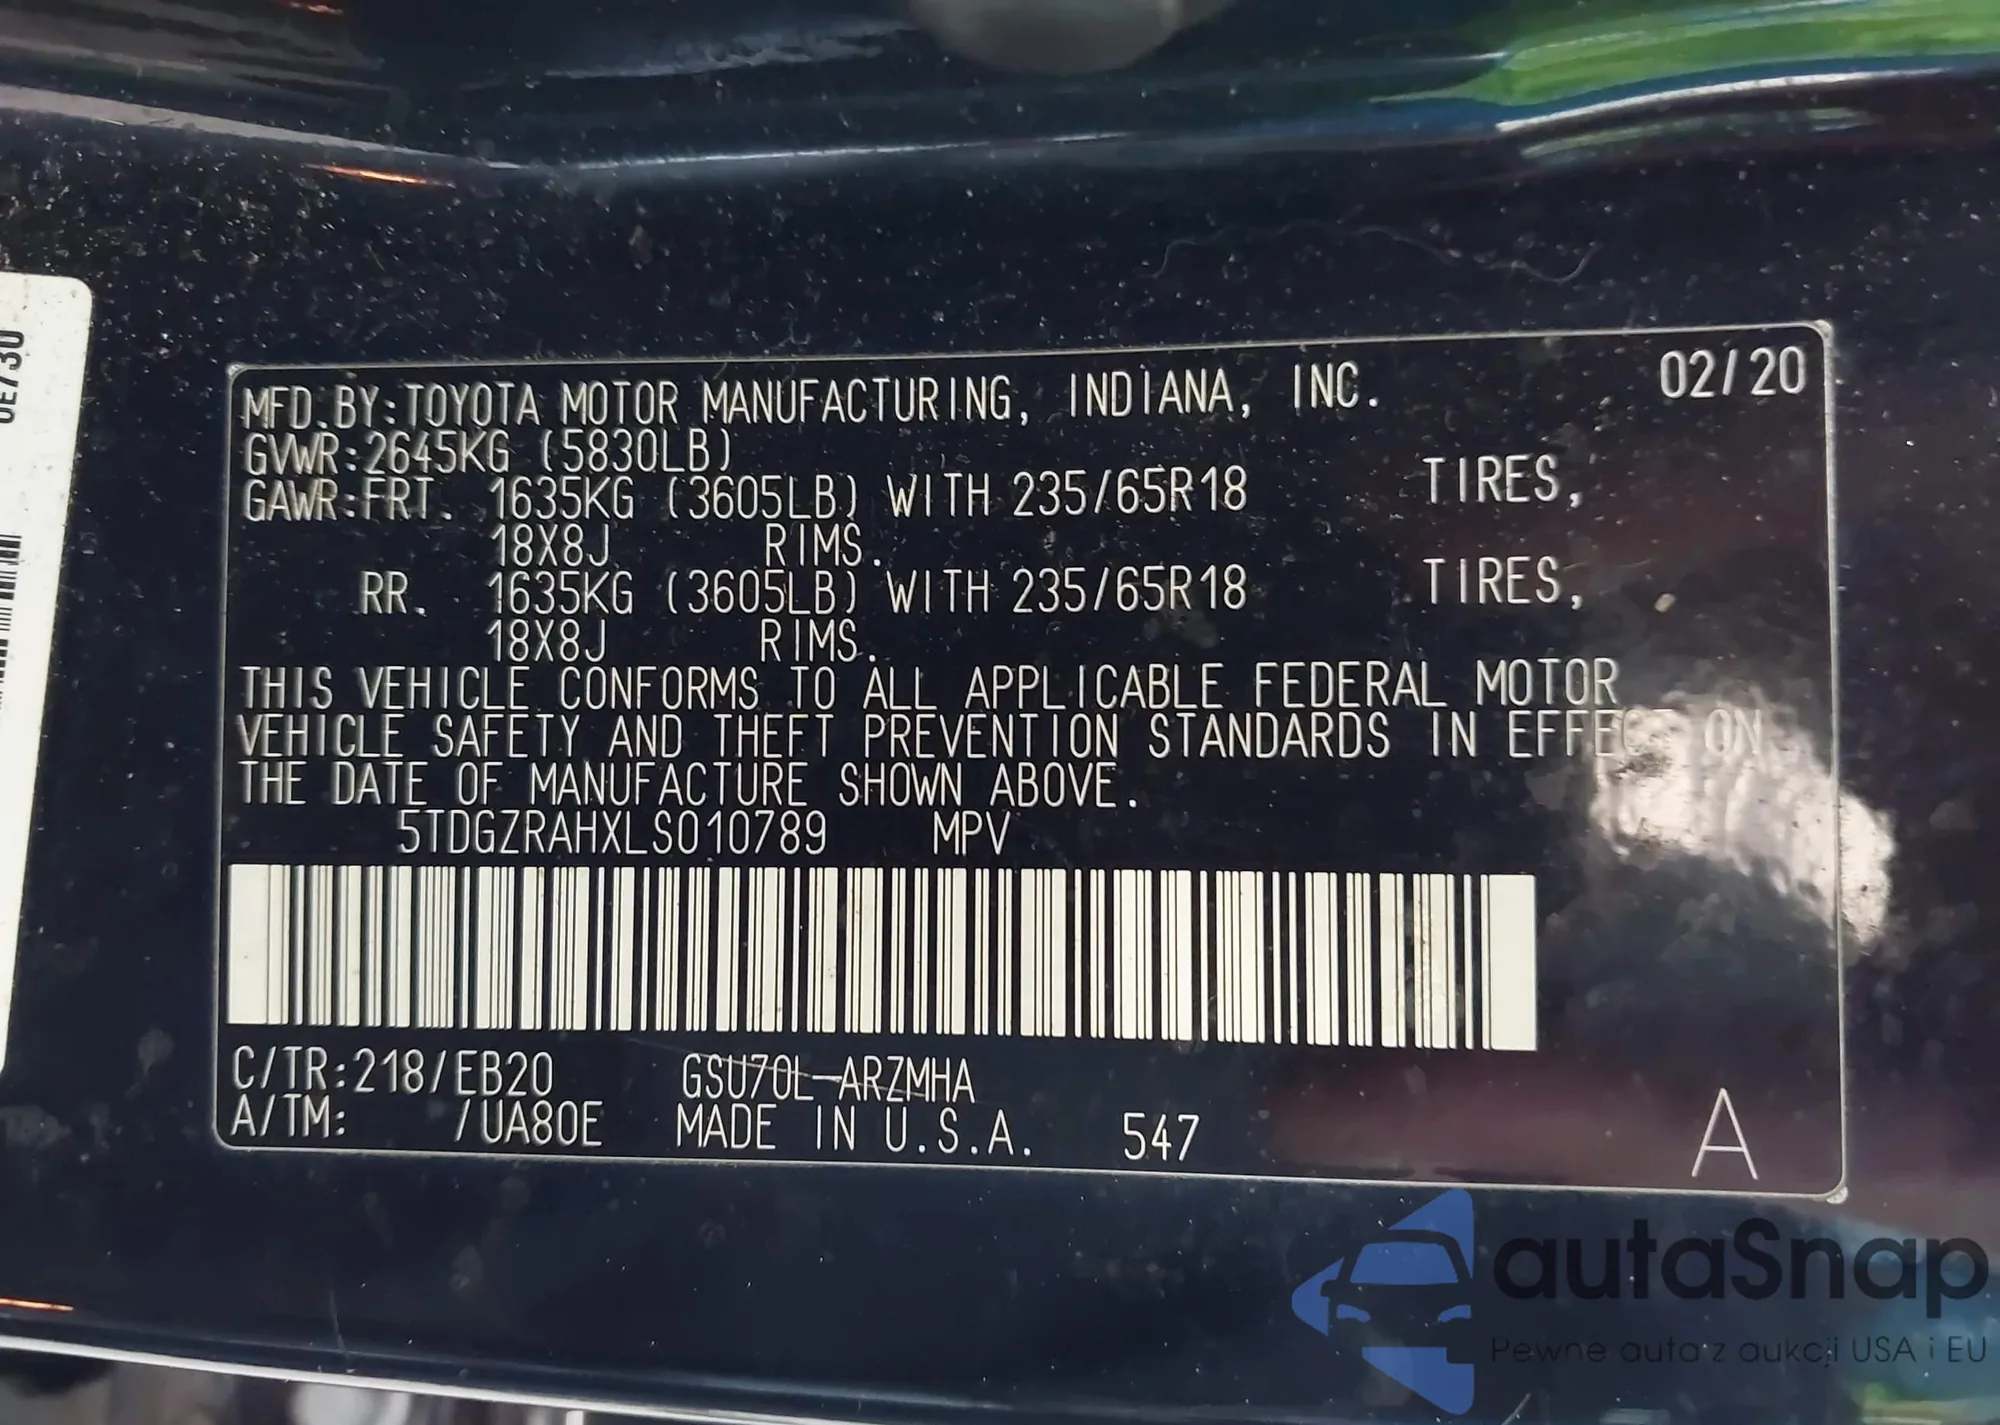 MFD.BY:TOYOTA MOTOR MANUFACTURING, INDIANA, INC. 02/20
GVWR:2645KG (5830LB)
GAWR:FRT. 1635KG (3605LB) WITH 235/65R18 TIRES,
18X8J RIMS.
RR. 1635KG (3605LB) WITH 235/65R18 TIRES,
18X8J RIMS.
THIS VEHICLE CONFORMS TO ALL APPLICABLE FEDERAL MOTOR
VEHICLE SAFETY AND THEFT PREVENTION STANDARDS IN EFFECT ON
THE DATE OF MANUFACTURE SHOWN ABOVE.
5TDGZRAHXLS010789 MPV
C/TR:218/EB20 GSU70L-ARZMHA
A/TM: /UA80E MADE IN U.S.A. 547 A
autaSnap
Pewne auta z aukcji USA i EU